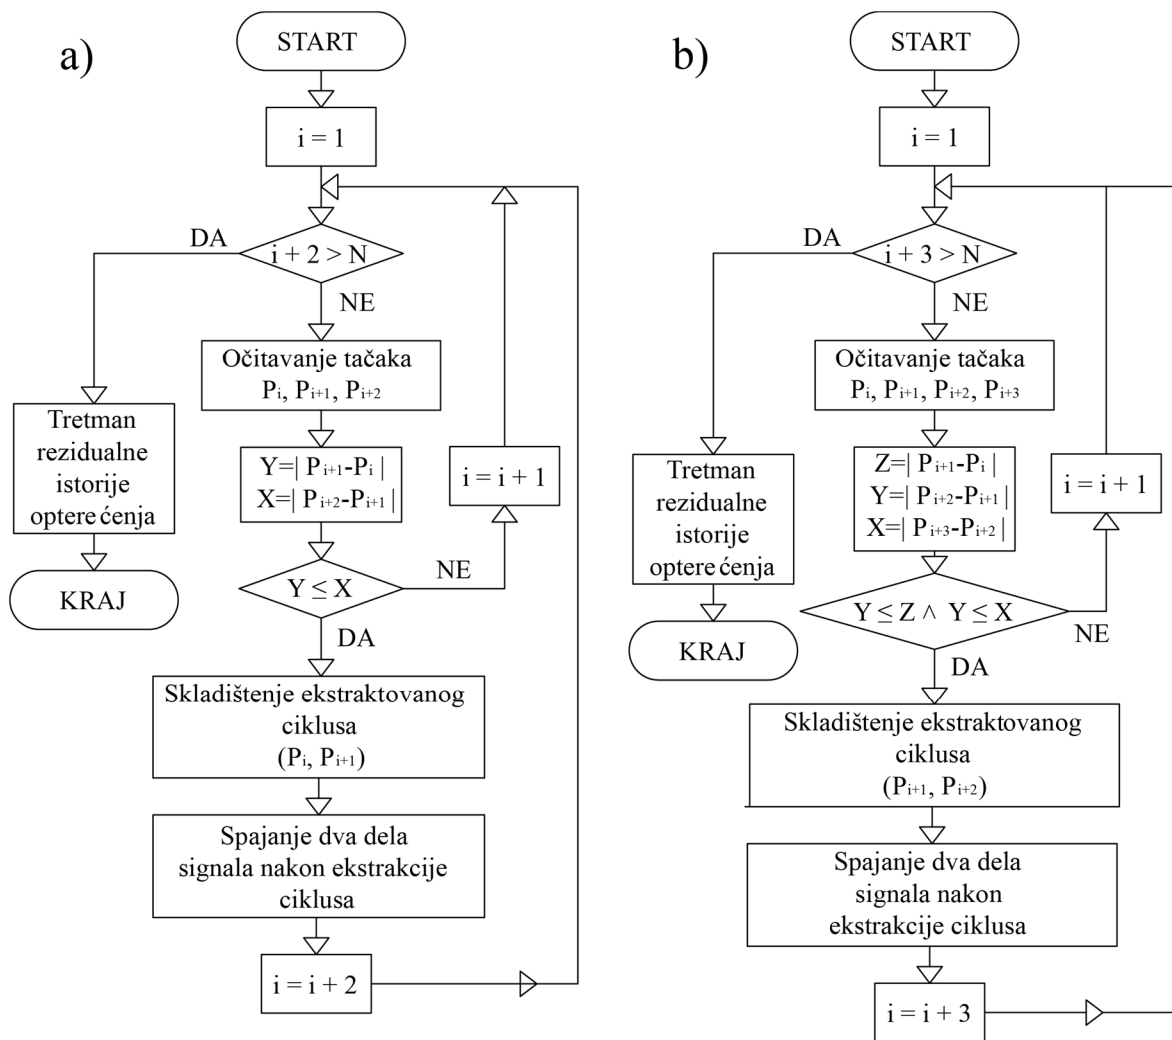 a)
START
i = 1
i + 2 > N
DA
NE
Očitavanje tačaka
Pᵢ, Pᵢ₊₁, Pᵢ₊₂
Tretman
rezidualne
istorije
optere ćenja
KRAJ
Y=| Pᵢ₊₁-Pᵢ |
X=| Pᵢ₊₂-Pᵢ₊₁ |
i = i + 1
Y ≤ X
NE
DA
Skladištenje ekstraktovanog
ciklusa
(Pᵢ, Pᵢ₊₁)
Spajanje dva dela
signala nakon ekstrakcije
ciklusa
i = i + 2
b)
START
i = 1
i + 3 > N
DA
NE
Očitavanje tačaka
Pᵢ, Pᵢ₊₁, Pᵢ₊₂, Pᵢ₊₃
Tretman
rezidualne
istorije
optere ćenja
KRAJ
Z=| Pᵢ₊₁-Pᵢ |
Y=| Pᵢ₊₂-Pᵢ₊₁ |
X=| Pᵢ₊₃-Pᵢ₊₂ |
i = i + 1
Y ≤ Z ∧ Y ≤ X
NE
DA
Skladištenje ekstraktovanog
ciklusa
(Pᵢ₊₁, Pᵢ₊₂)
Spajanje dva dela
signala nakon
ekstrakcije ciklusa
i = i + 3